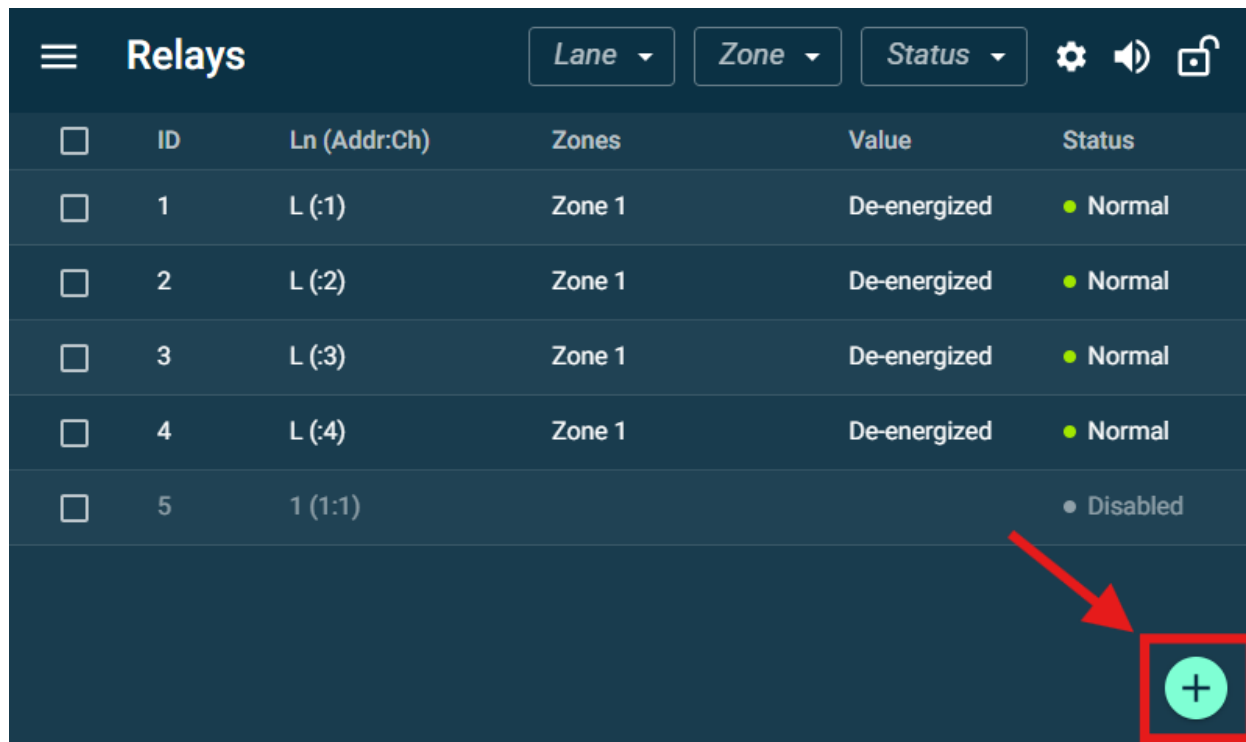 Relays Lane Zone Status
ID Ln (Addr:Ch) Zones Value Status
1 L (:1) Zone 1 De-energized Normal
2 L (:2) Zone 1 De-energized Normal
3 L (:3) Zone 1 De-energized Normal
4 L (:4) Zone 1 De-energized Normal
5 1 (1:1) Disabled
+